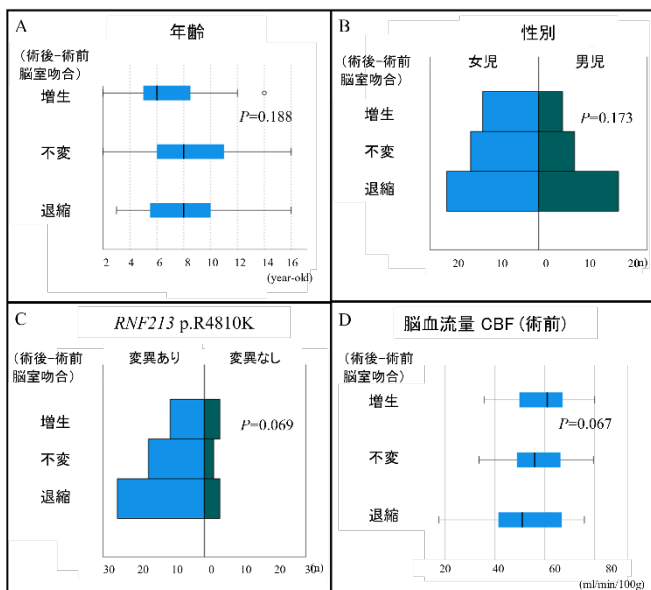 A
年齢
(術後-術前
脳室吻合)
増生
不変
退縮
P=0.188
2 4 6 8 10 12 14 16
(year-old)
B
性別
(術後-術前
脳室吻合)
女児 男児
増生
不変
退縮
P=0.173
20 10 0 10 20
(n)
C
RNF213 p.R4810K
(術後-術前
脳室吻合)
変異あり 変異なし
増生
不変
退縮
P=0.069
30 20 10 0 10 20 30
(n)
D
脳血流量 CBF (術前)
(術後-術前
脳室吻合)
増生
不変
退縮
P=0.067
20 40 60 80
(ml/min/100g)